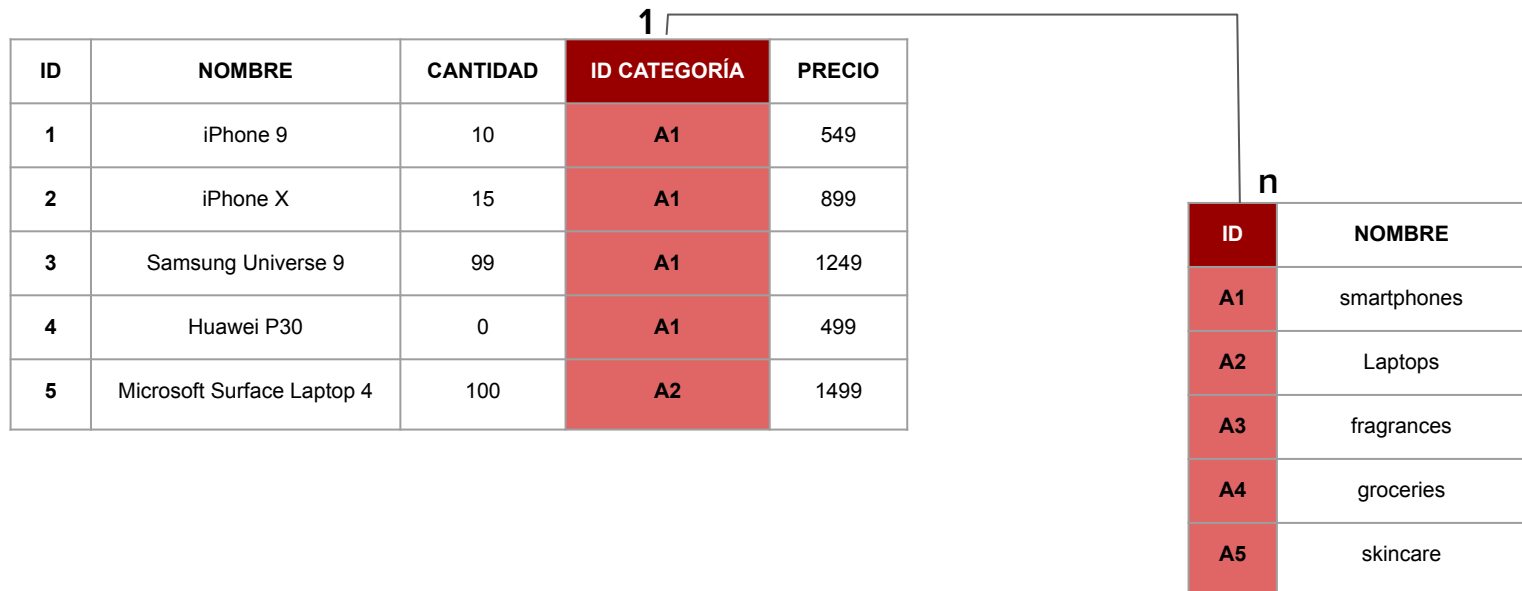 1
ID NOMBRE CANTIDAD ID CATEGORÍA PRECIO
1 iPhone 9 10 A1 549
2 iPhone X 15 A1 899
3 Samsung Universe 9 99 A1 1249
4 Huawei P30 0 A1 499
5 Microsoft Surface Laptop 4 100 A2 1499
n
ID NOMBRE
A1 smartphones
A2 Laptops
A3 fragrances
A4 groceries
A5 skincare